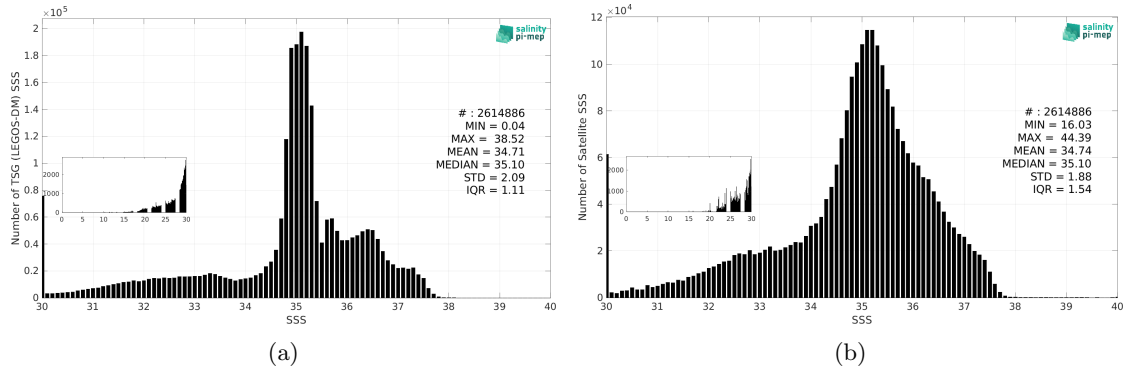 ×10⁵
2
1.8
1.6
1.4
1.2
1
0.8
0.6
0.4
0.2
0
30 31 32 33 34 35 36 37 38 39 40
SSS
Number of TSG (LEGOS-DM) SSS
salinity
pi-mep
# : 2614886
MIN = 0.04
MAX = 38.52
MEAN = 34.71
MEDIAN = 35.10
STD = 2.09
IQR = 1.11
2000
1000
0
0 5 10 15 20 25 30
(a)
×10⁴
12
10
8
6
4
2
0
30 31 32 33 34 35 36 37 38 39 40
SSS
Number of Satellite SSS
salinity
pi-mep
# : 2614886
MIN = 16.03
MAX = 44.39
MEAN = 34.74
MEDIAN = 35.10
STD = 1.88
IQR = 1.54
2000
1000
0
0 5 10 15 20 25 30
(b)